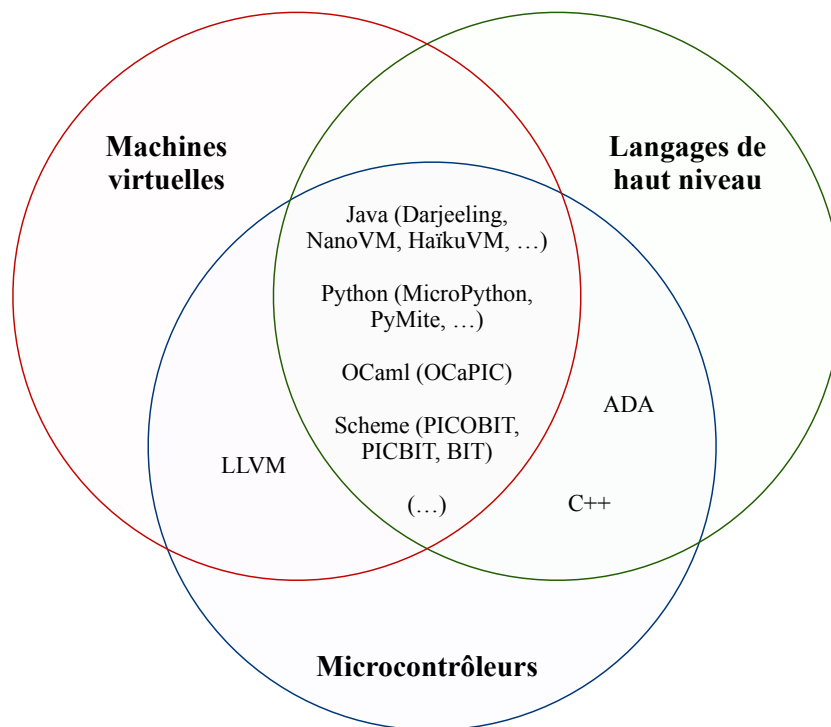 Machines
virtuelles
Langages de
haut niveau
Java (Darjeeling,
NanoVM, HaïkuVM, …)
Python (MicroPython,
PyMite, …)
OCaml (OCaPIC)
Scheme (PICOBIT,
PICBIT, BIT)
(…)
LLVM
ADA
C++
Microcontrôleurs